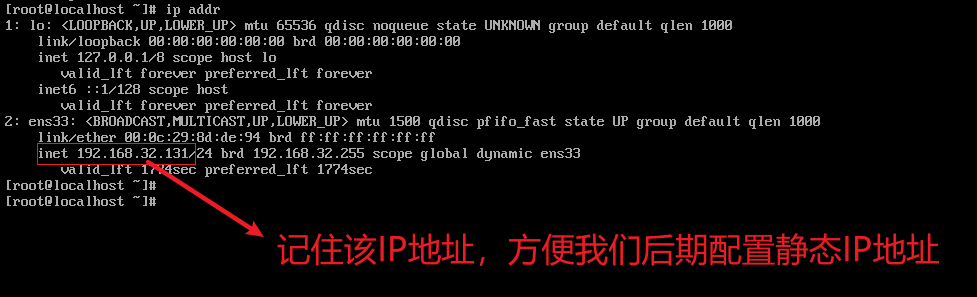 [root@localhost ~]# ip addr
1: lo: <LOOPBACK,UP,LOWER_UP> mtu 65536 qdisc noqueue state UNKNOWN group default qlen 1000
    link/loopback 00:00:00:00:00:00 brd 00:00:00:00:00:00
    inet 127.0.0.1/8 scope host lo
       valid_lft forever preferred_lft forever
    inet6 ::1/128 scope host
       valid_lft forever preferred_lft forever
2: ens33: <BROADCAST,MULTICAST,UP,LOWER_UP> mtu 1500 qdisc pfifo_fast state UP group default qlen 1000
    link/ether 00:0c:29:8d:de:94 brd ff:ff:ff:ff:ff:ff
    inet 192.168.32.131/24 brd 192.168.32.255 scope global dynamic ens33
       valid_lft 1774sec preferred_lft 1774sec
[root@localhost ~]#
[root@localhost ~]#
记住该IP地址，方便我们后期配置静态IP地址